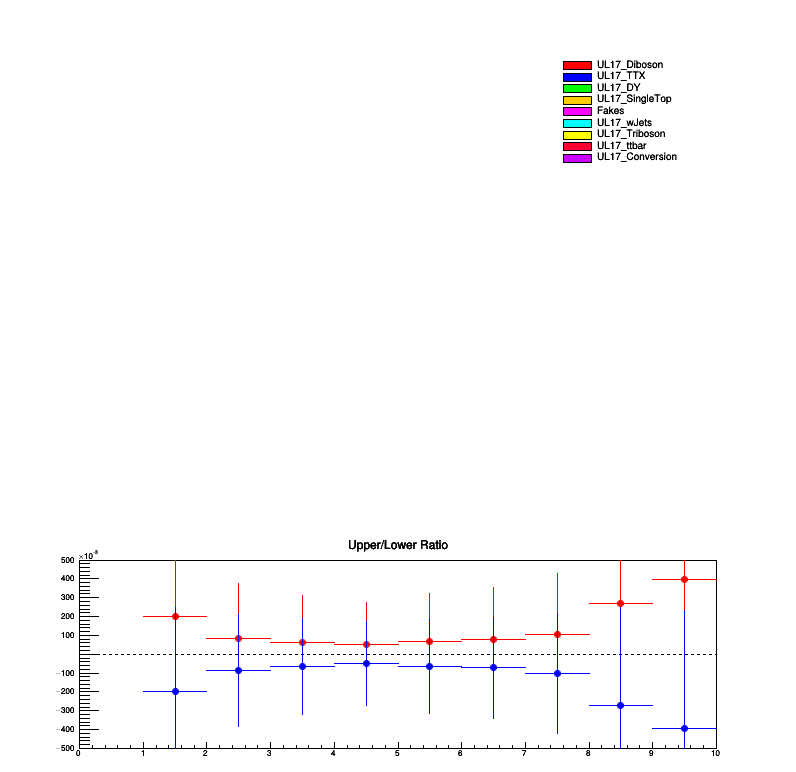 UL17_Diboson
UL17_TTX
UL17_DY
UL17_SingleTop
Fakes
UL17_wJets
UL17_Triboson
UL17_ttbar
UL17_Conversion
Upper/Lower Ratio
×10⁻³
500
400
300
200
100
−100
−200
−300
−400
−500
0 1 2 3 4 5 6 7 8 9 10